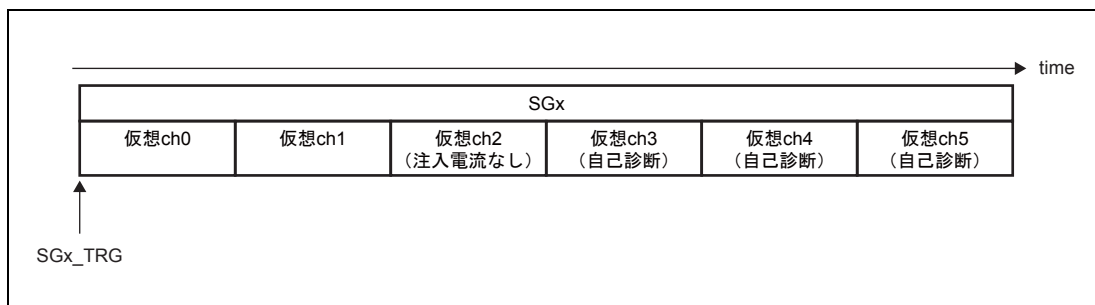 time
SGx
仮想ch0
仮想ch1
仮想ch2
（注入電流なし）
仮想ch3
（自己診断）
仮想ch4
（自己診断）
仮想ch5
（自己診断）
SGx_TRG